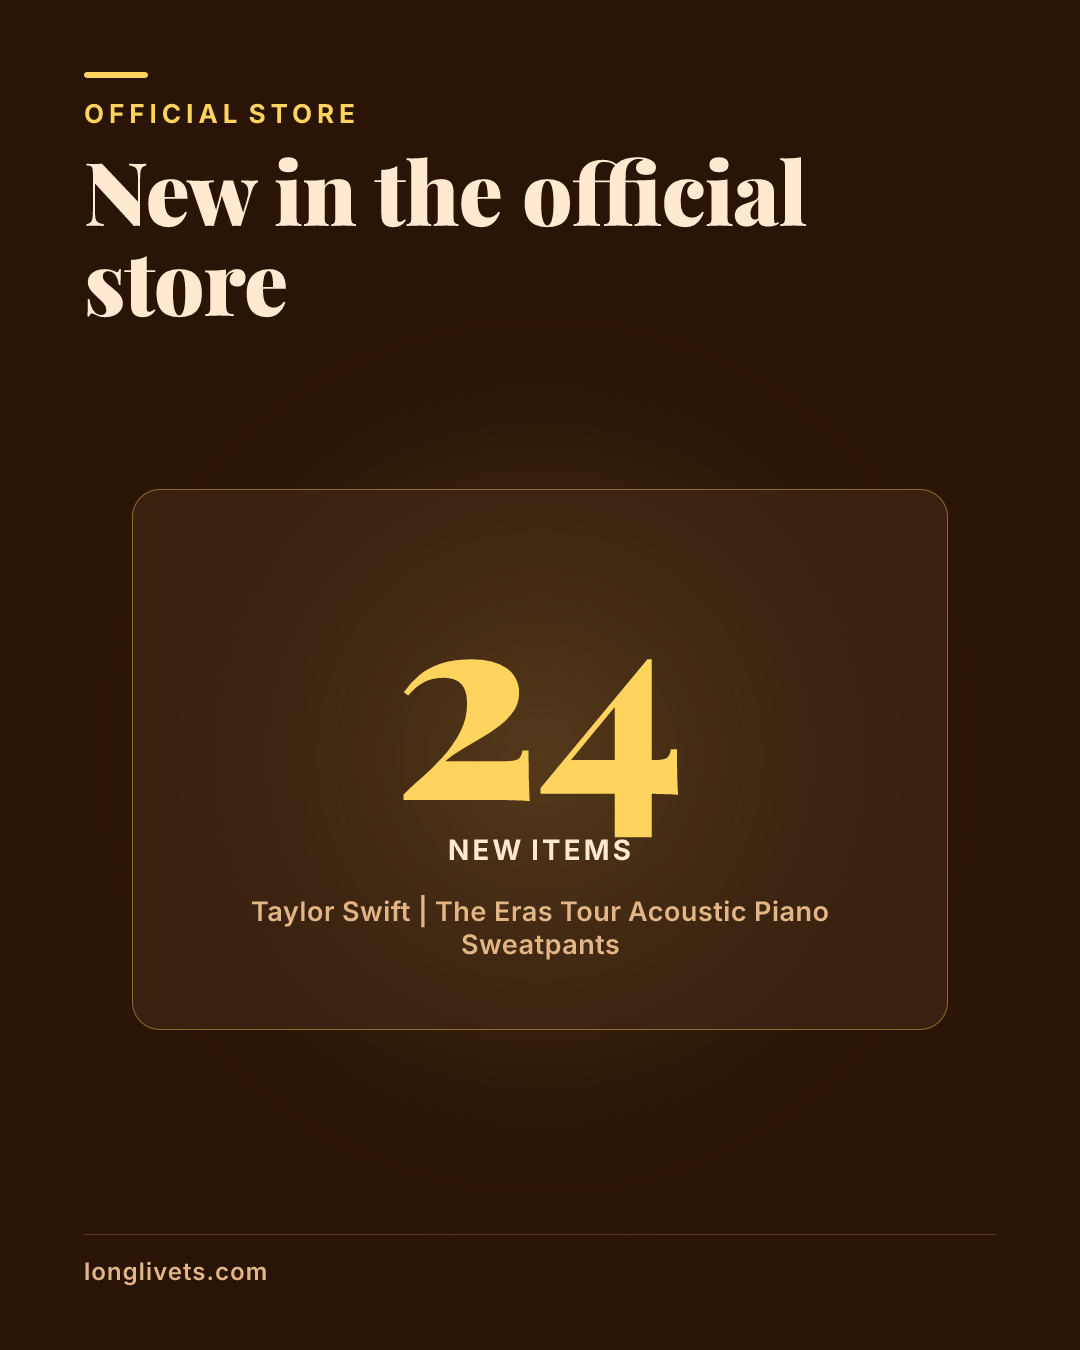 OFFICIAL STORE
New in the official
store
24
NEW ITEMS
Taylor Swift | The Eras Tour Acoustic Piano
Sweatpants
longlivets.com